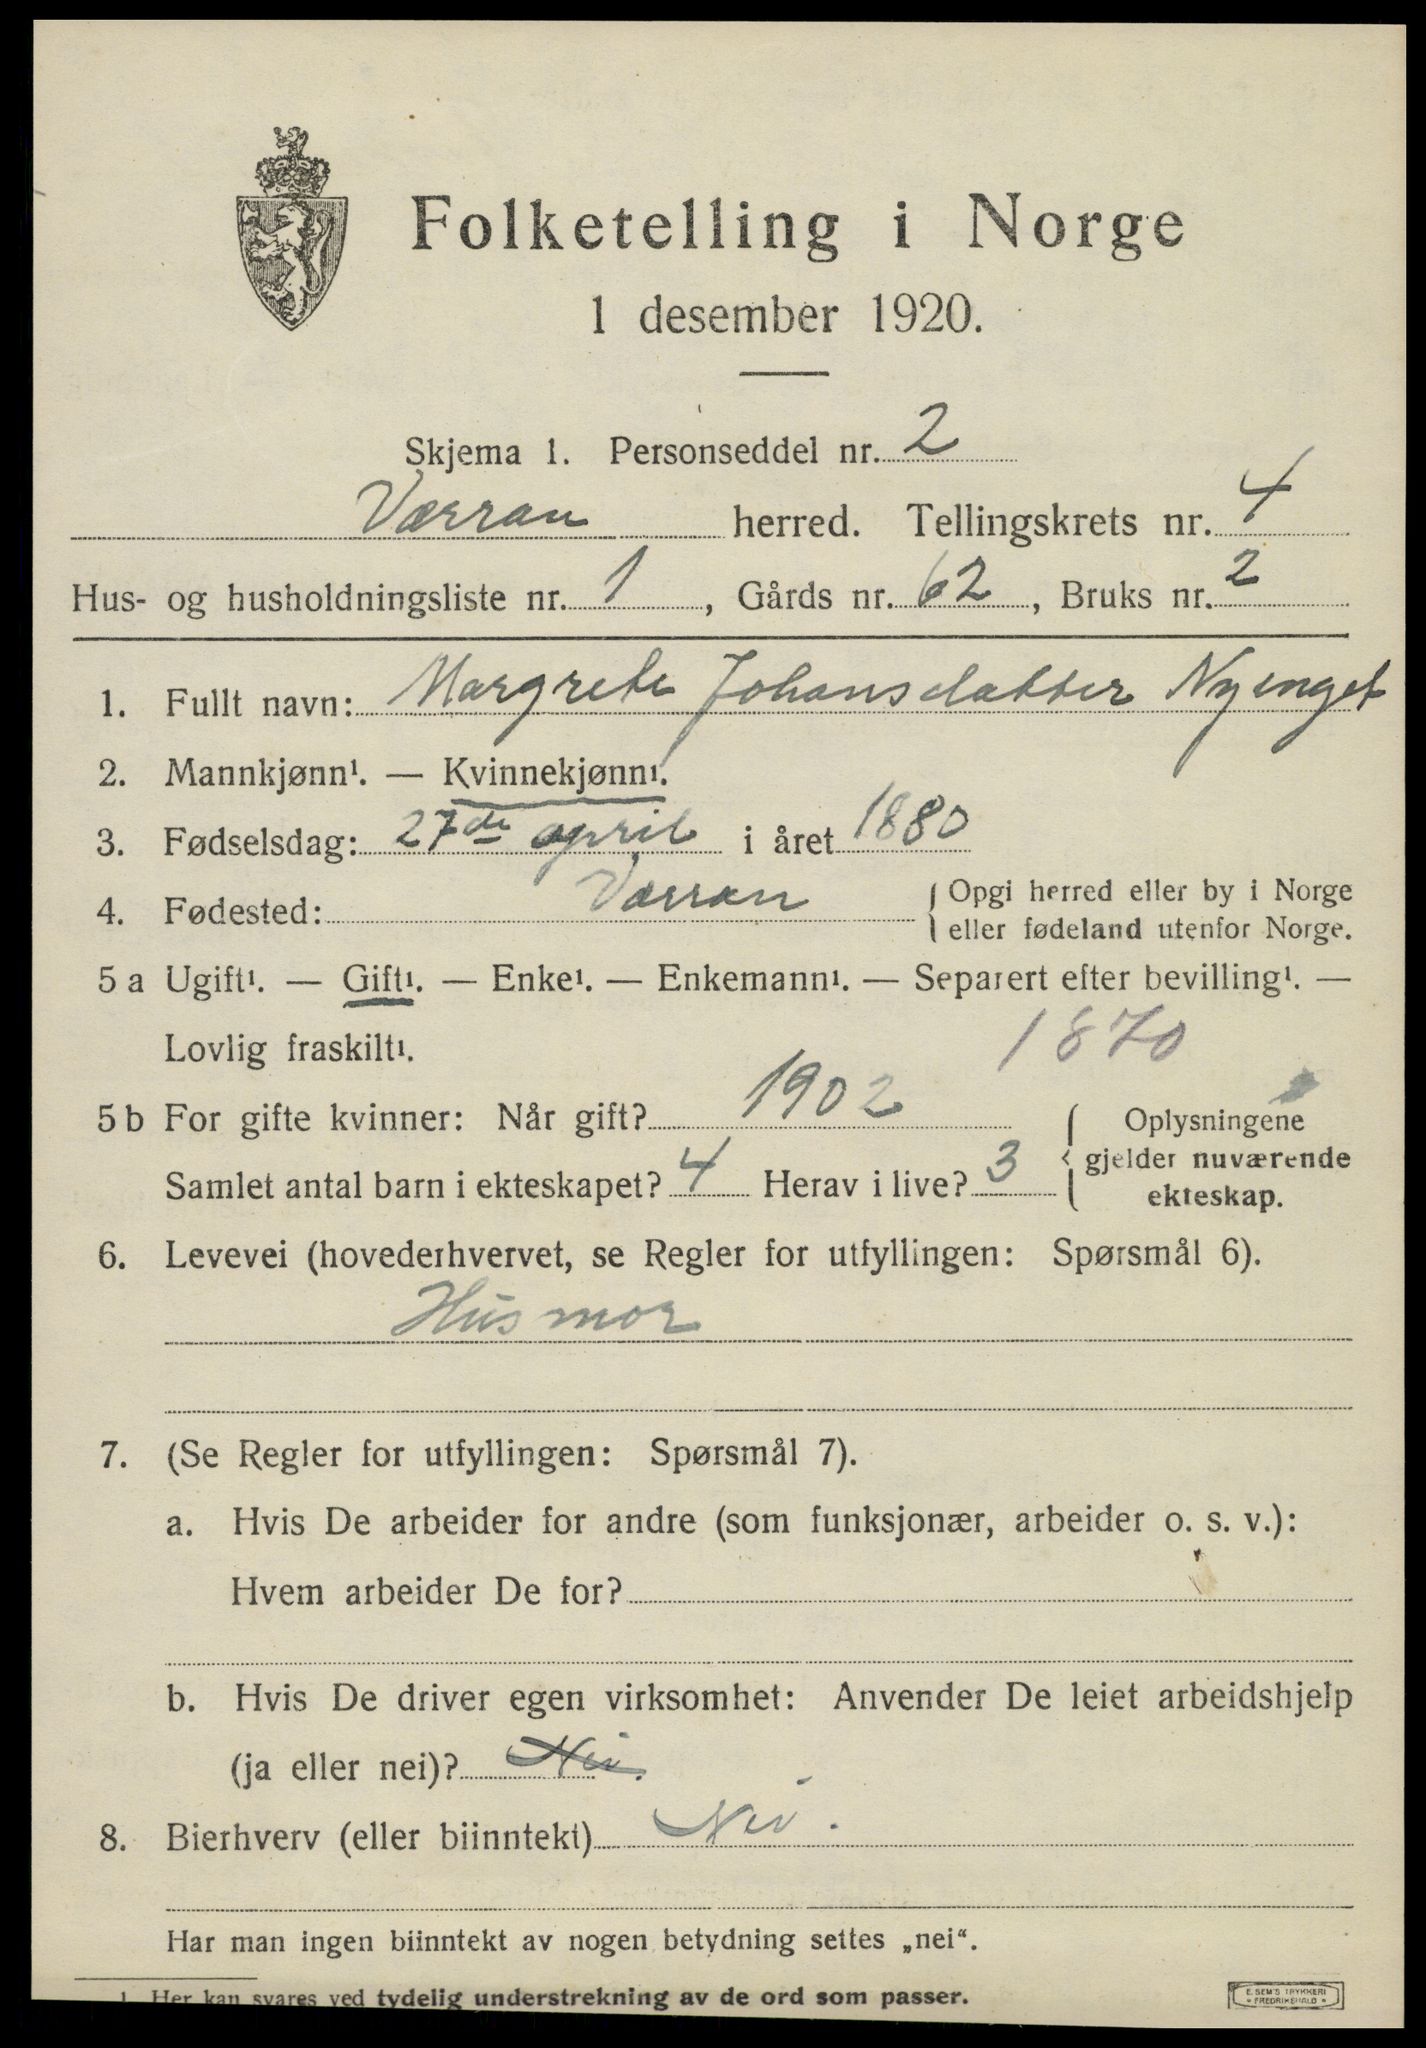 Folketelling i Norge
1 desember 1920.
Skjema 1. Personseddel nr. 2
Værran herred. Tellingskrets nr. 4
Hus- og husholdningsliste nr. 1, Gårds nr. 62, Bruks nr. 2
1. Fullt navn: Margrete Johansdatter Nyenget
2. Mannkjønn¹. — Kvinnekjønn¹.
3. Fødselsdag: 27de april i året 1880
4. Fødested: Værran { Opgi herred eller by i Norge
eller fødeland utenfor Norge.
5 a Ugift¹. — Gift¹. — Enke¹. — Enkemann¹. — Separert efter bevilling¹. —
Lovlig fraskilt¹. 1870
5 b For gifte kvinner: Når gift? 1902 { Oplysningene
gjelder nuværende
Samlet antal barn i ekteskapet? 4 Herav i live? 3
ekteskap.
6. Levevei (hovederhvervet, se Regler for utfyllingen: Spørsmål 6).
Husmor
7. (Se Regler for utfyllingen: Spørsmål 7).
a. Hvis De arbeider for andre (som funksjonær, arbeider o. s. v.):
Hvem arbeider De for?
b. Hvis De driver egen virksomhet: Anvender De leiet arbeidshjelp
(ja eller nei)? Nei.
8. Bierhverv (eller biinntekt) Nei.
Har man ingen biinntekt av nogen betydning settes „nei“.
1. Her kan svares ved tydelig understrekning av de ord som passer.
E. SEM'S TRYKKERI
FREDRIKSHALD